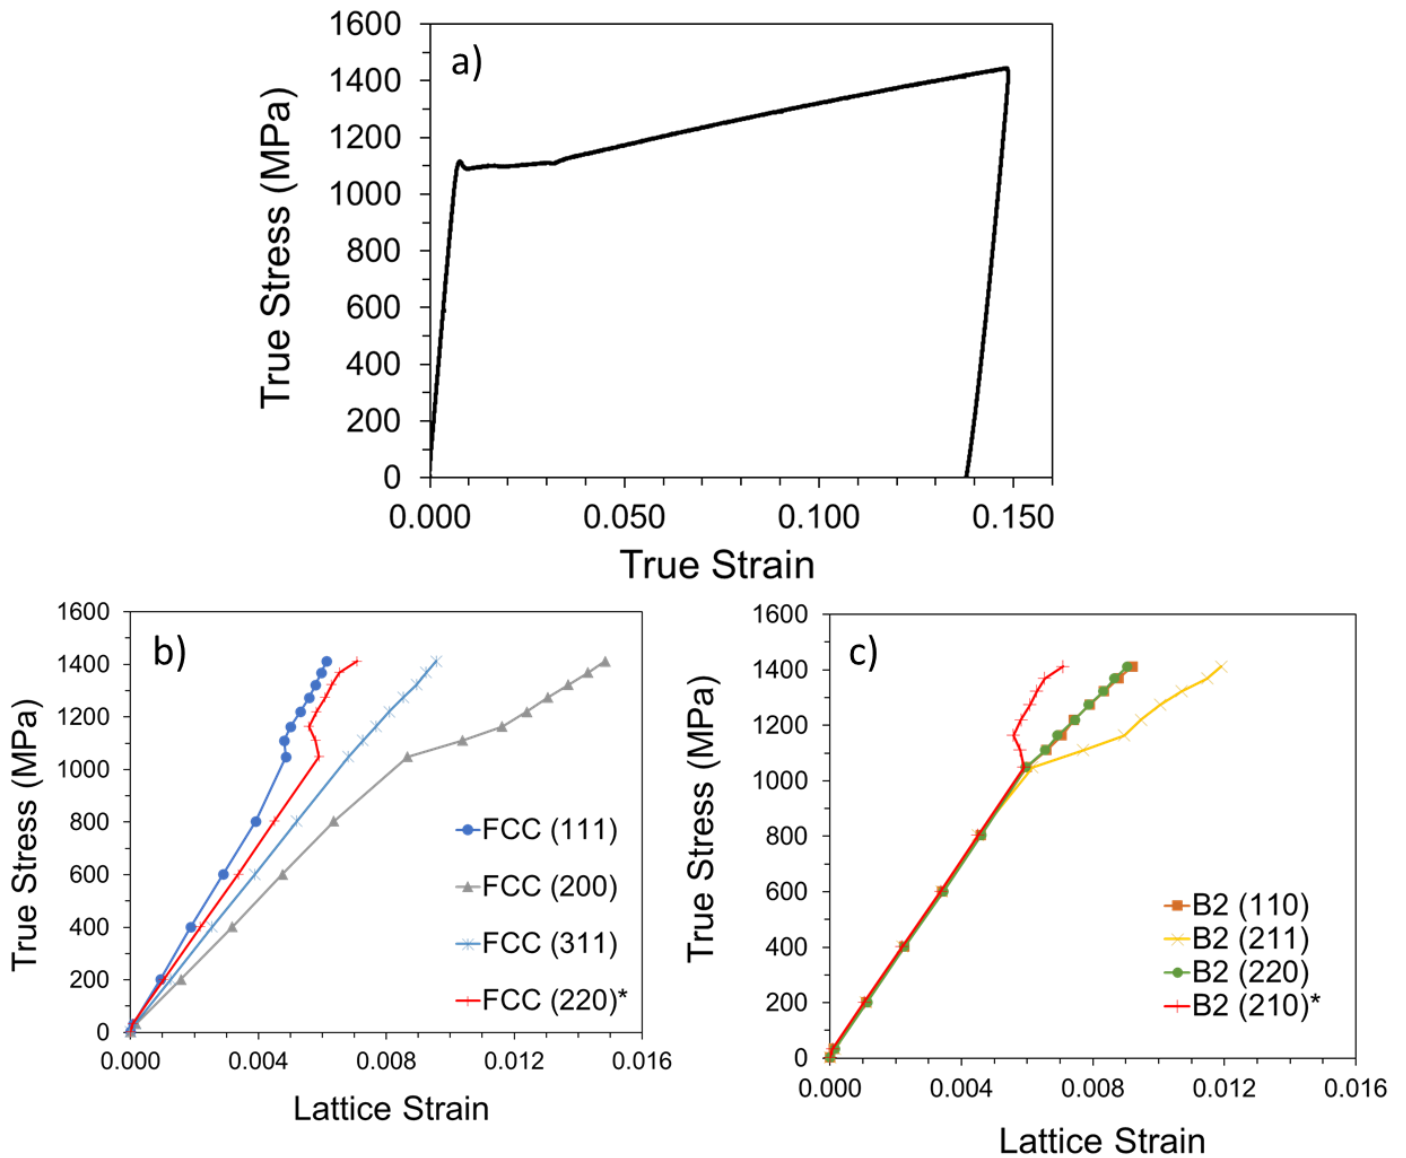 a)
1600
1400
1200
1000
800
600
400
200
0
True Stress (MPa)
0.000 0.050 0.100 0.150
True Strain
b)
1600
1400
1200
1000
800
600
400
200
0
True Stress (MPa)
FCC (111)
FCC (200)
FCC (311)
FCC (220)*
0.000 0.004 0.008 0.012 0.016
Lattice Strain
c)
1600
1400
1200
1000
800
600
400
200
0
True Stress (MPa)
B2 (110)
B2 (211)
B2 (220)
B2 (210)*
0.000 0.004 0.008 0.012 0.016
Lattice Strain